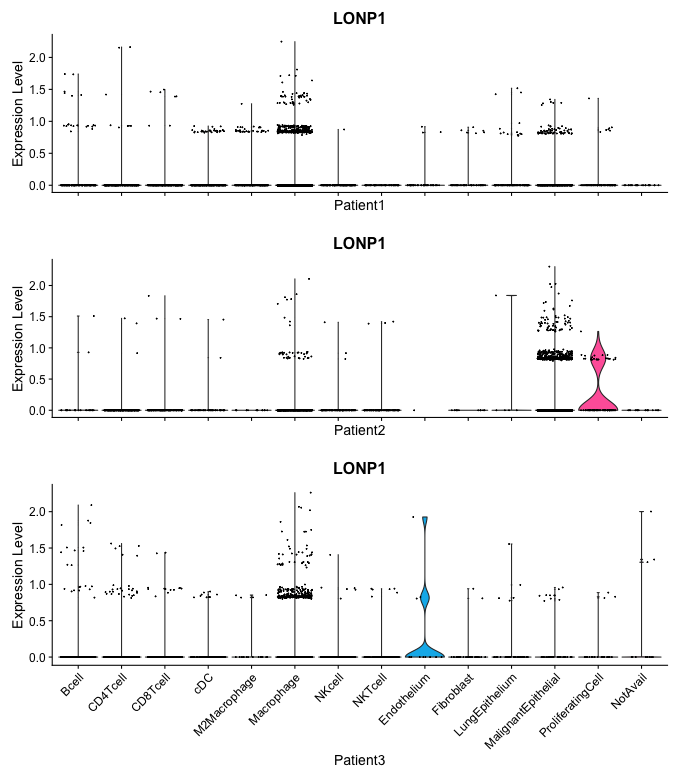 LONP1
Expression Level
2.0
1.5
1.0
0.5
0.0
Patient1
LONP1
Expression Level
2.0
1.5
1.0
0.5
0.0
Patient2
LONP1
Expression Level
2.0
1.5
1.0
0.5
0.0
Bcell
CD4Tcell
CD8Tcell
cDC
M2Macrophage
Macrophage
NKcell
NKTcell
Endothelium
Fibroblast
LungEpithelium
MalignantEpithelial
ProliferatingCell
NotAvail
Patient3